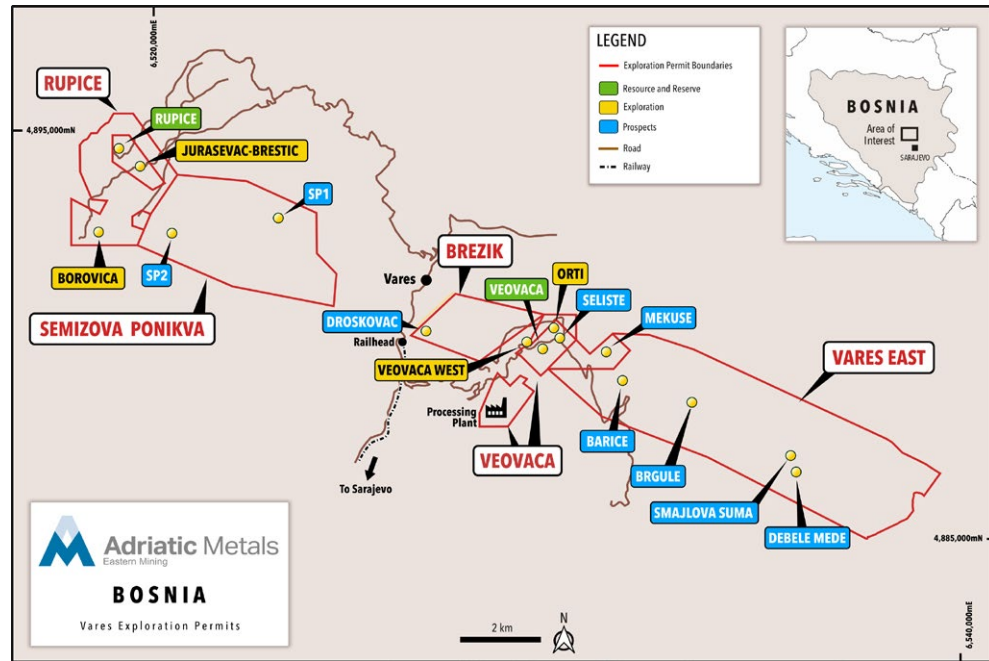 6,520,000mE
4,895,000mN
RUPICE
RUPICE
JURASEVAC-BRESTIC
SP1
BOROVICA
SP2
SEMIZOVA PONIKVA
Vares
BREZIK
VEOVACA
ORTI
SELISTE
MEKUSE
DROSKOVAC
Railhead
VEOVACA WEST
VARES EAST
Processing
Plant
VEOVACA
BARICE
BRGULE
SMAJLOVA SUMA
DEBELE MEDE
To Sarajevo
LEGEND
Exploration Permit Boundaries
Resource and Reserve
Exploration
Prospects
Road
Railway
BOSNIA
Area of
Interest
SARAJEVO
4,885,000mN
6,540,000mE
Adriatic Metals
Eastern Mining
BOSNIA
Vares Exploration Permits
2 km
N